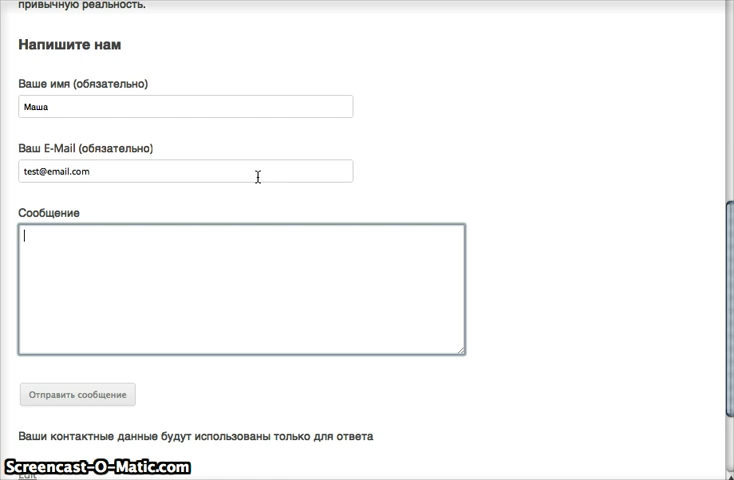 привычную реальность.
Напишите нам
Ваше имя (обязательно)
Маша
Ваш E-Mail (обязательно)
test@email.com
Сообщение
Отправить сообщение
Ваши контактные данные будут использованы только для ответа
Screencast-O-Matic.com
Edit